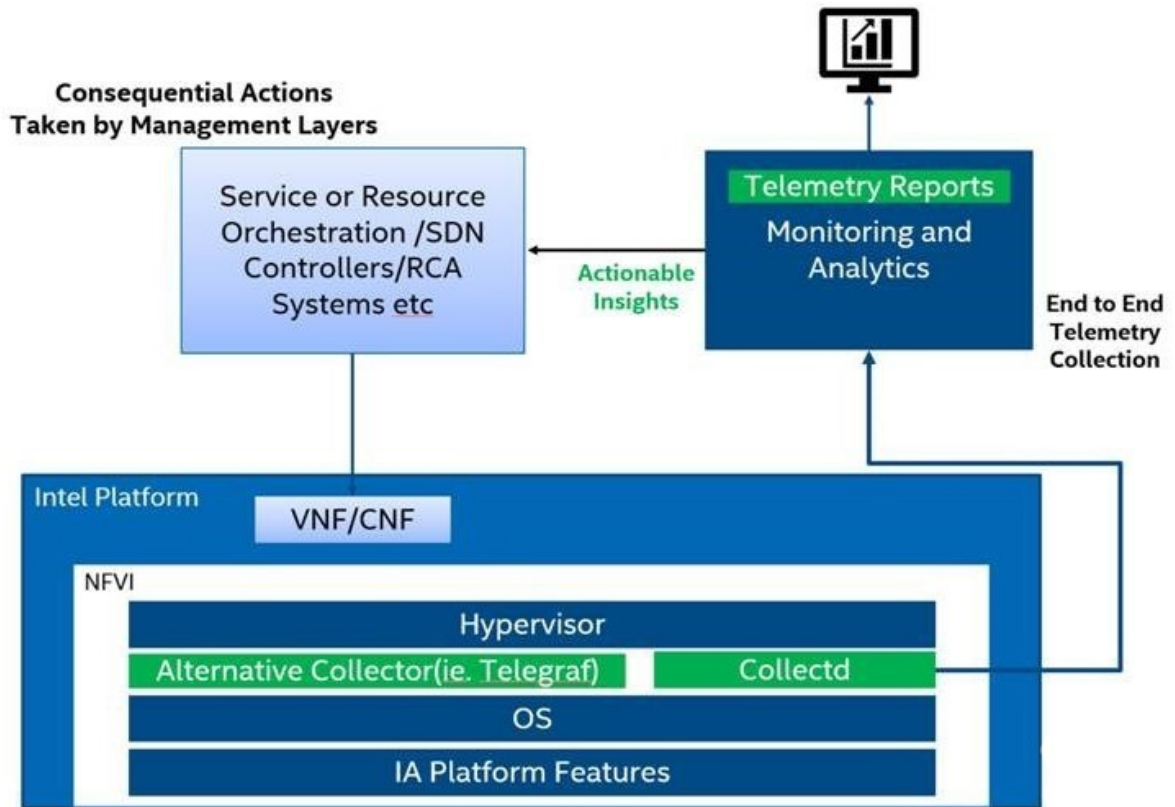 Consequential Actions
Taken by Management Layers
Service or Resource
Orchestration /SDN
Controllers/RCA
Systems etc
Telemetry Reports
Monitoring and
Analytics
Actionable
Insights
End to End
Telemetry
Collection
Intel Platform
VNF/CNF
NFVI
Hypervisor
Alternative Collector(ie. Telegraf)
Collectd
OS
IA Platform Features